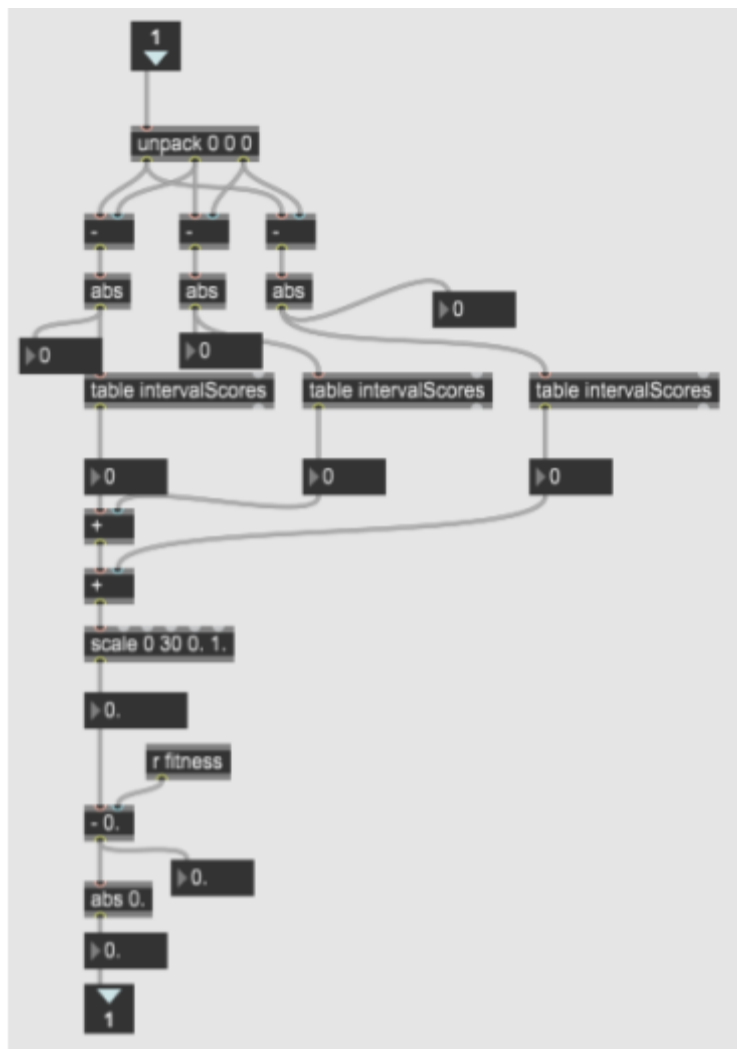 1
unpack 0 0 0
- - -
abs abs abs
0
0 0
table intervalScores table intervalScores table intervalScores
0 0 0
+
+
scale 0 30 0. 1.
0.
r fitness
- 0.
0.
abs 0.
0.
1